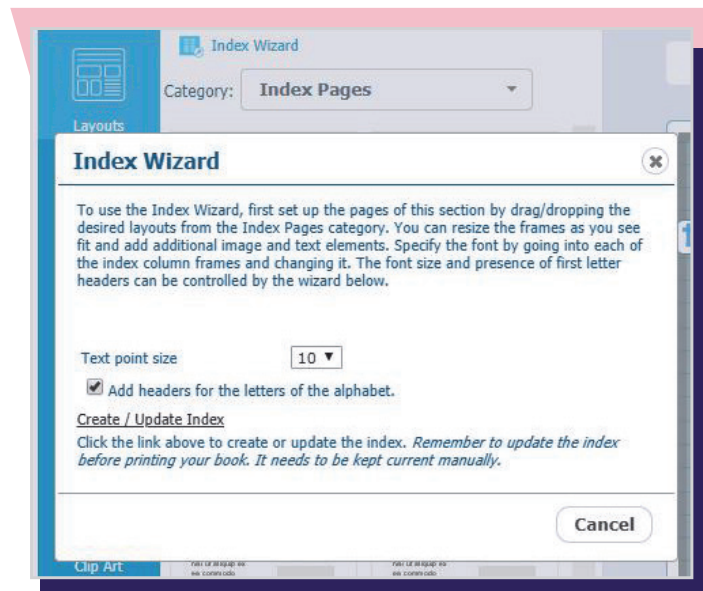 Index Wizard
Category: Index Pages
Layouts
Index Wizard
To use the Index Wizard, first set up the pages of this section by drag/dropping the
desired layouts from the Index Pages category. You can resize the frames as you see
fit and add additional image and text elements. Specify the font by going into each of
the index column frames and changing it. The font size and presence of first letter
headers can be controlled by the wizard below.
Text point size 10
Add headers for the letters of the alphabet.
Create / Update Index
Click the link above to create or update the index. Remember to update the index
before printing your book. It needs to be kept current manually.
Cancel
Clip Art